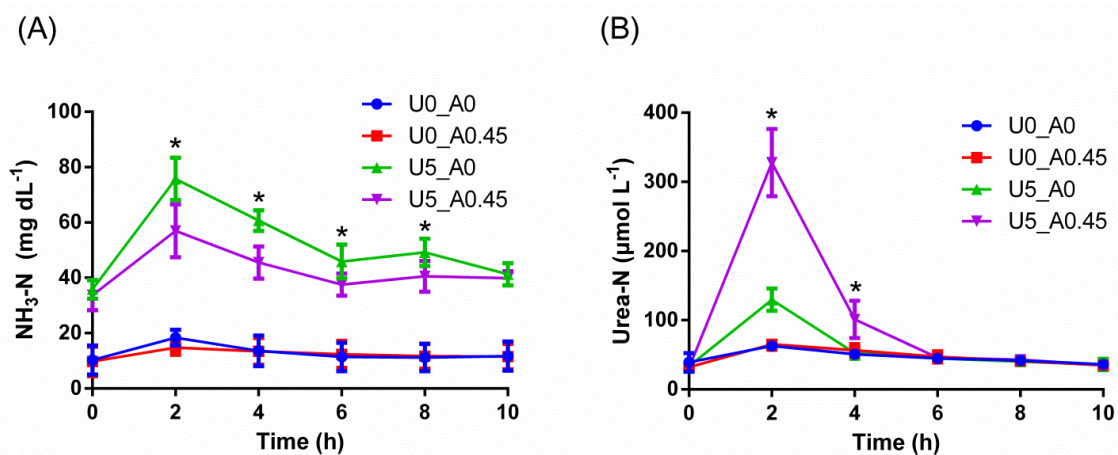 (A)
NH3-N (mg dL-1)
100
80
60
40
20
0
U0_A0
U0_A0.45
U5_A0
U5_A0.45
*
*
*
*
0 2 4 6 8 10
Time (h)
(B)
Urea-N (μmol L-1)
400
300
200
100
0
U0_A0
U0_A0.45
U5_A0
U5_A0.45
*
*
0 2 4 6 8 10
Time (h)